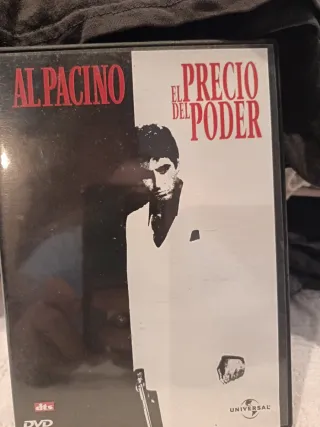 AL PACINO
EL PRECIO
DEL PODER
dts
DVD
UNIVERSAL